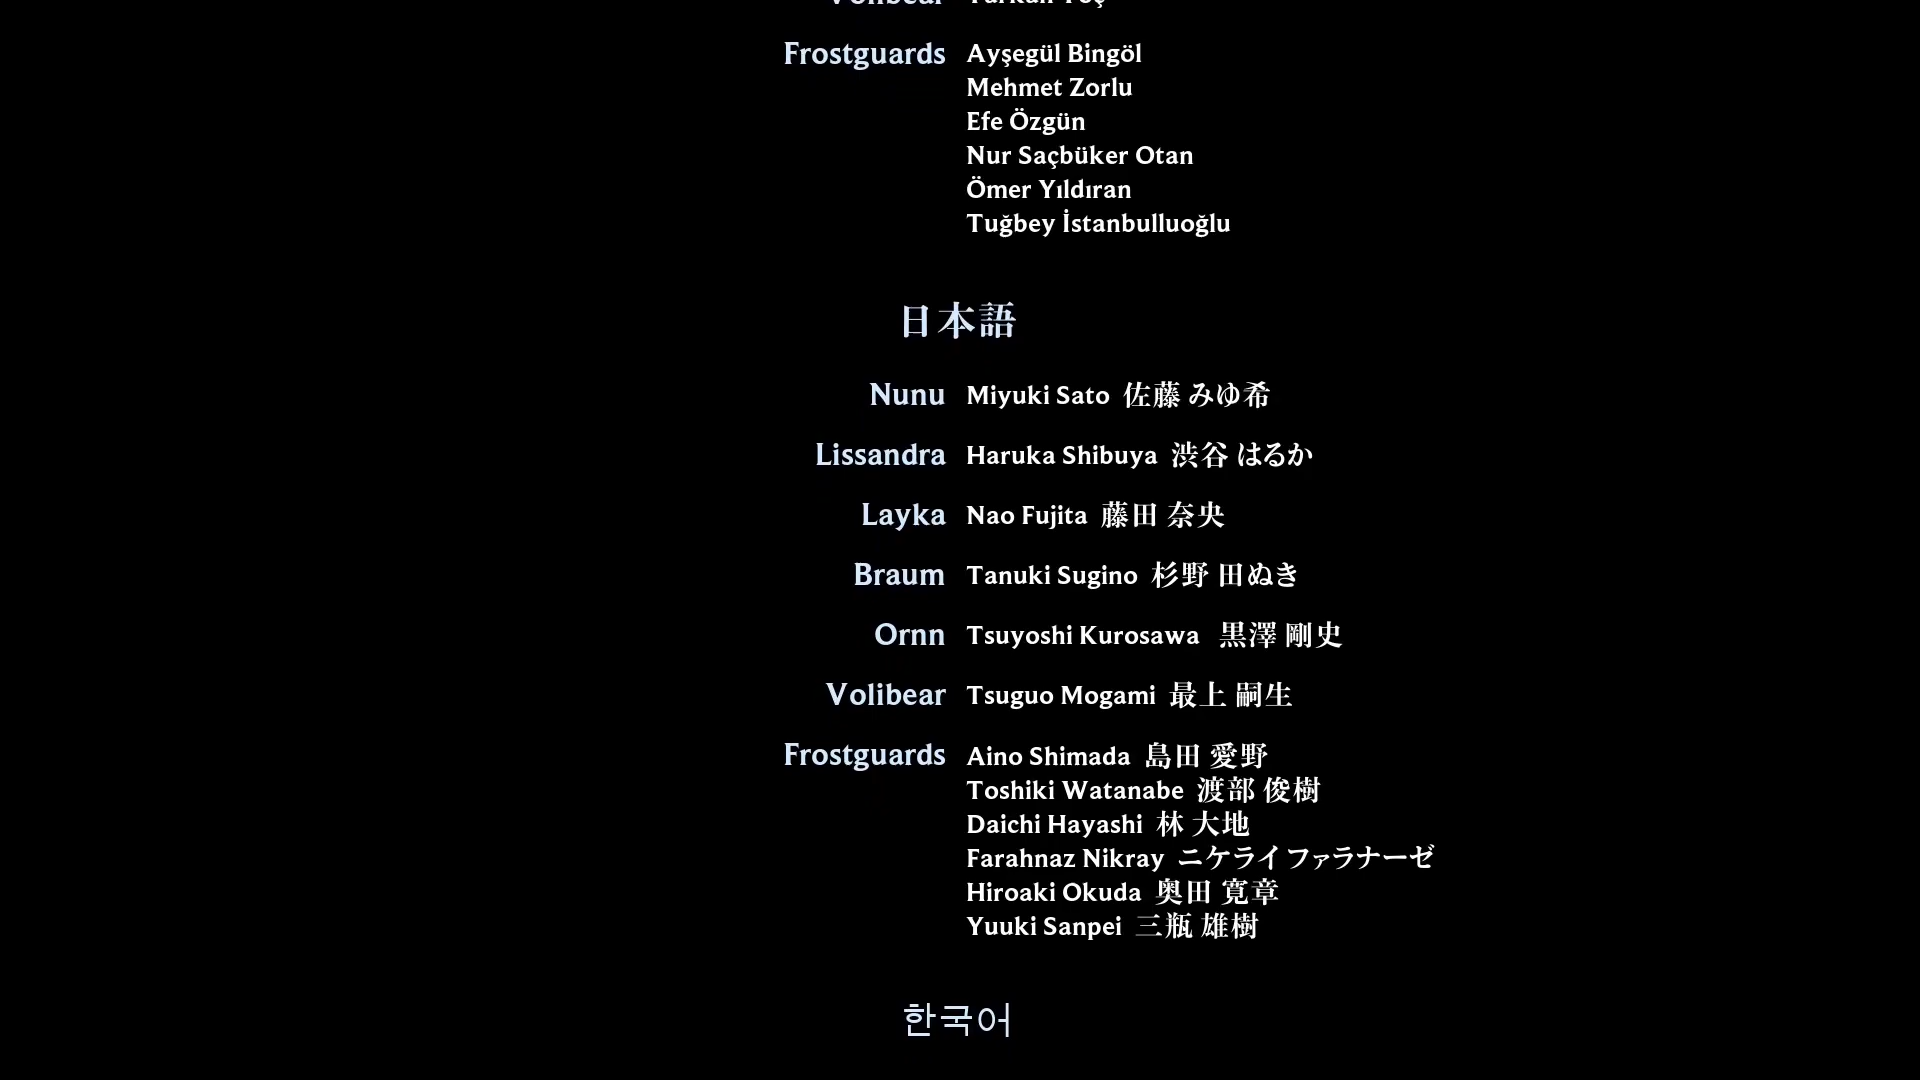 Volibear
Frostguards Ayşegül Bingöl
Mehmet Zorlu
Efe Özgün
Nur Saçbüker Otan
Ömer Yıldıran
Tuğbey İstanbulluoğlu
日本語
Nunu Miyuki Sato 佐藤 みゆ希
Lissandra Haruka Shibuya 渋谷 はるか
Layka Nao Fujita 藤田 奈央
Braum Tanuki Sugino 杉野 田ぬき
Ornn Tsuyoshi Kurosawa 黒澤 剛史
Volibear Tsuguo Mogami 最上 嗣生
Frostguards Aino Shimada 島田 愛野
Toshiki Watanabe 渡部 俊樹
Daichi Hayashi 林 大地
Farahnaz Nikray ニケライ ファラナーゼ
Hiroaki Okuda 奥田 寛章
Yuuki Sanpei 三瓶 雄樹
한국어